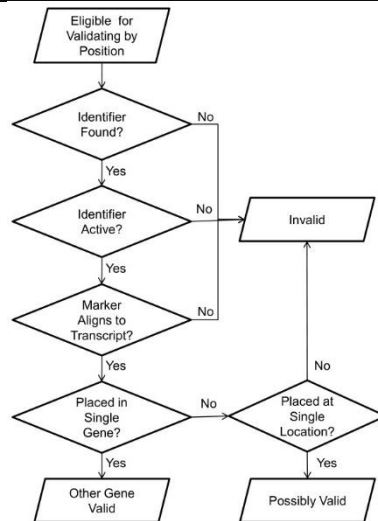 Eligible for
Validating by
Position
Identifier
Found?
No
Yes
Identifier
Active?
No
Invalid
Yes
Marker
Aligns to
Transcript?
No
Yes
No
Placed in
Single
Gene?
No
Placed at
Single
Location?
Yes
Yes
Other Gene
Valid
Possibly Valid